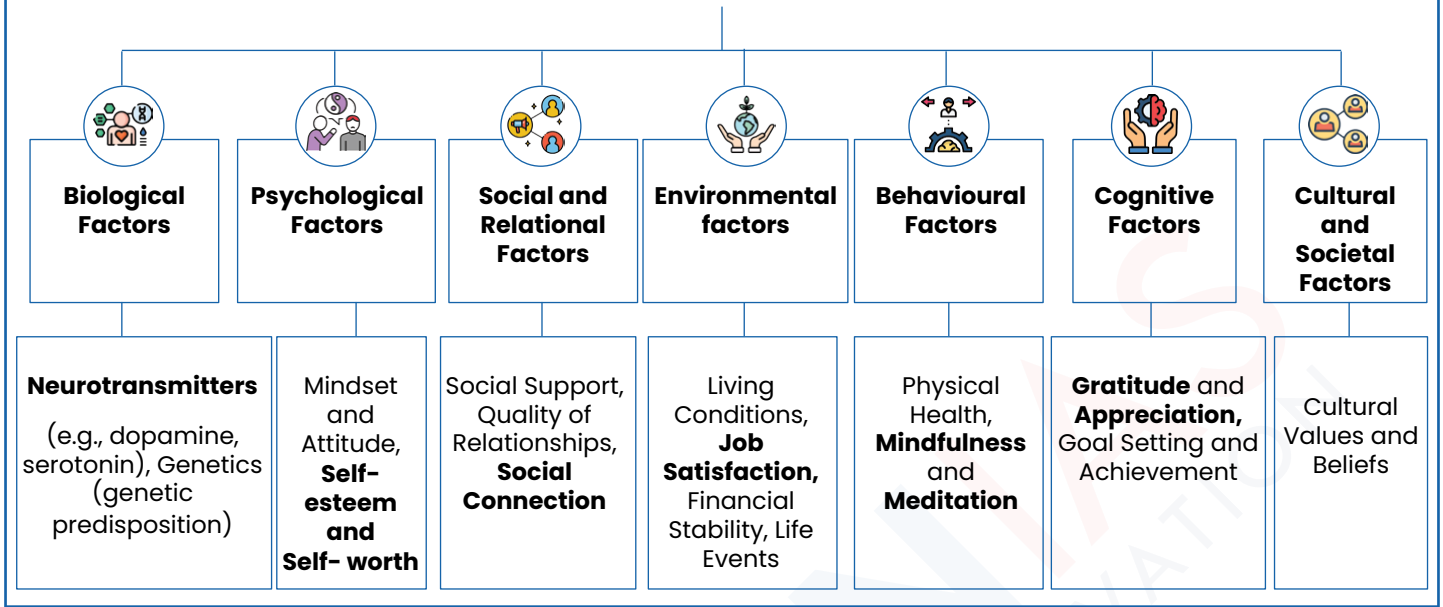 Biological
Factors
Psychological
Factors
Social and
Relational
Factors
Environmental
factors
Behavioural
Factors
Cognitive
Factors
Cultural
and
Societal
Factors
Neurotransmitters
(e.g., dopamine,
serotonin), Genetics
(genetic
predisposition)
Mindset
and
Attitude,
Self-
esteem
and
Self- worth
Social Support,
Quality of
Relationships,
Social
Connection
Living
Conditions,
Job
Satisfaction,
Financial
Stability, Life
Events
Physical
Health,
Mindfulness
and
Meditation
Gratitude and
Appreciation,
Goal Setting and
Achievement
Cultural
Values and
Beliefs